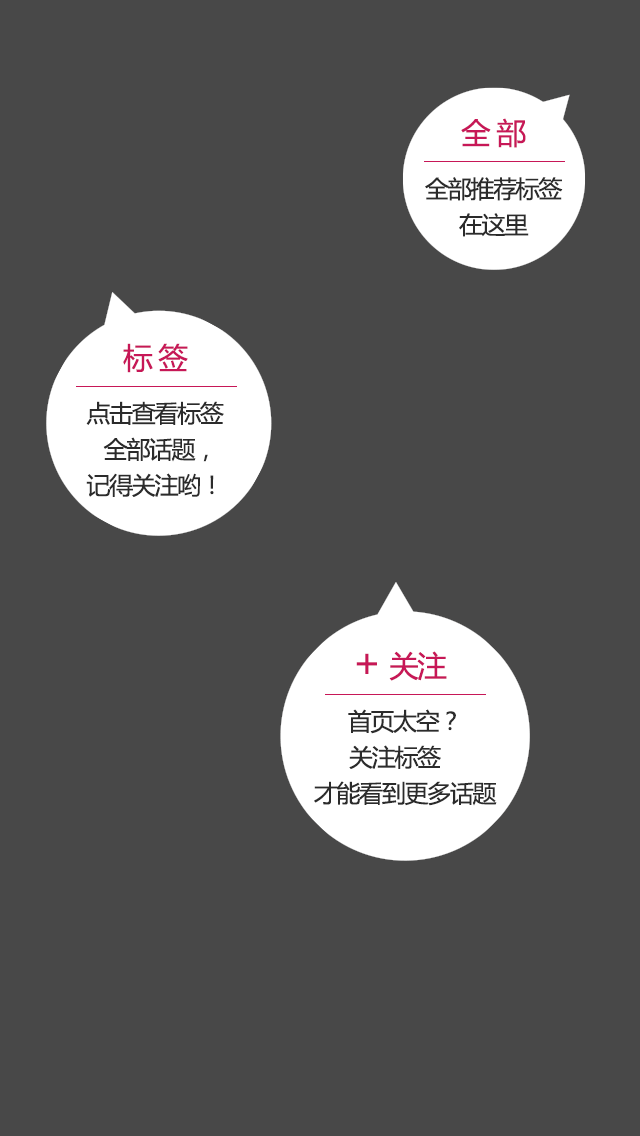 全部
全部推荐标签
在这里
标签
点击查看标签
全部话题，
记得关注哟！
+ 关注
首页太空？
关注标签
才能看到更多话题